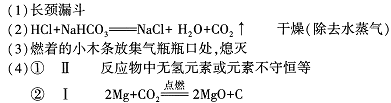 (1)长颈漏斗
(2)HCl+NaHCO₃══NaCl+ H₂O+CO₂↑ 干燥(除去水蒸气)
(3)燃着的小木条放集气瓶瓶口处,熄灭
(4)① Ⅱ 反应物中无氢元素或元素不守恒等
② Ⅰ 2Mg+CO₂ 点燃══ 2MgO+C